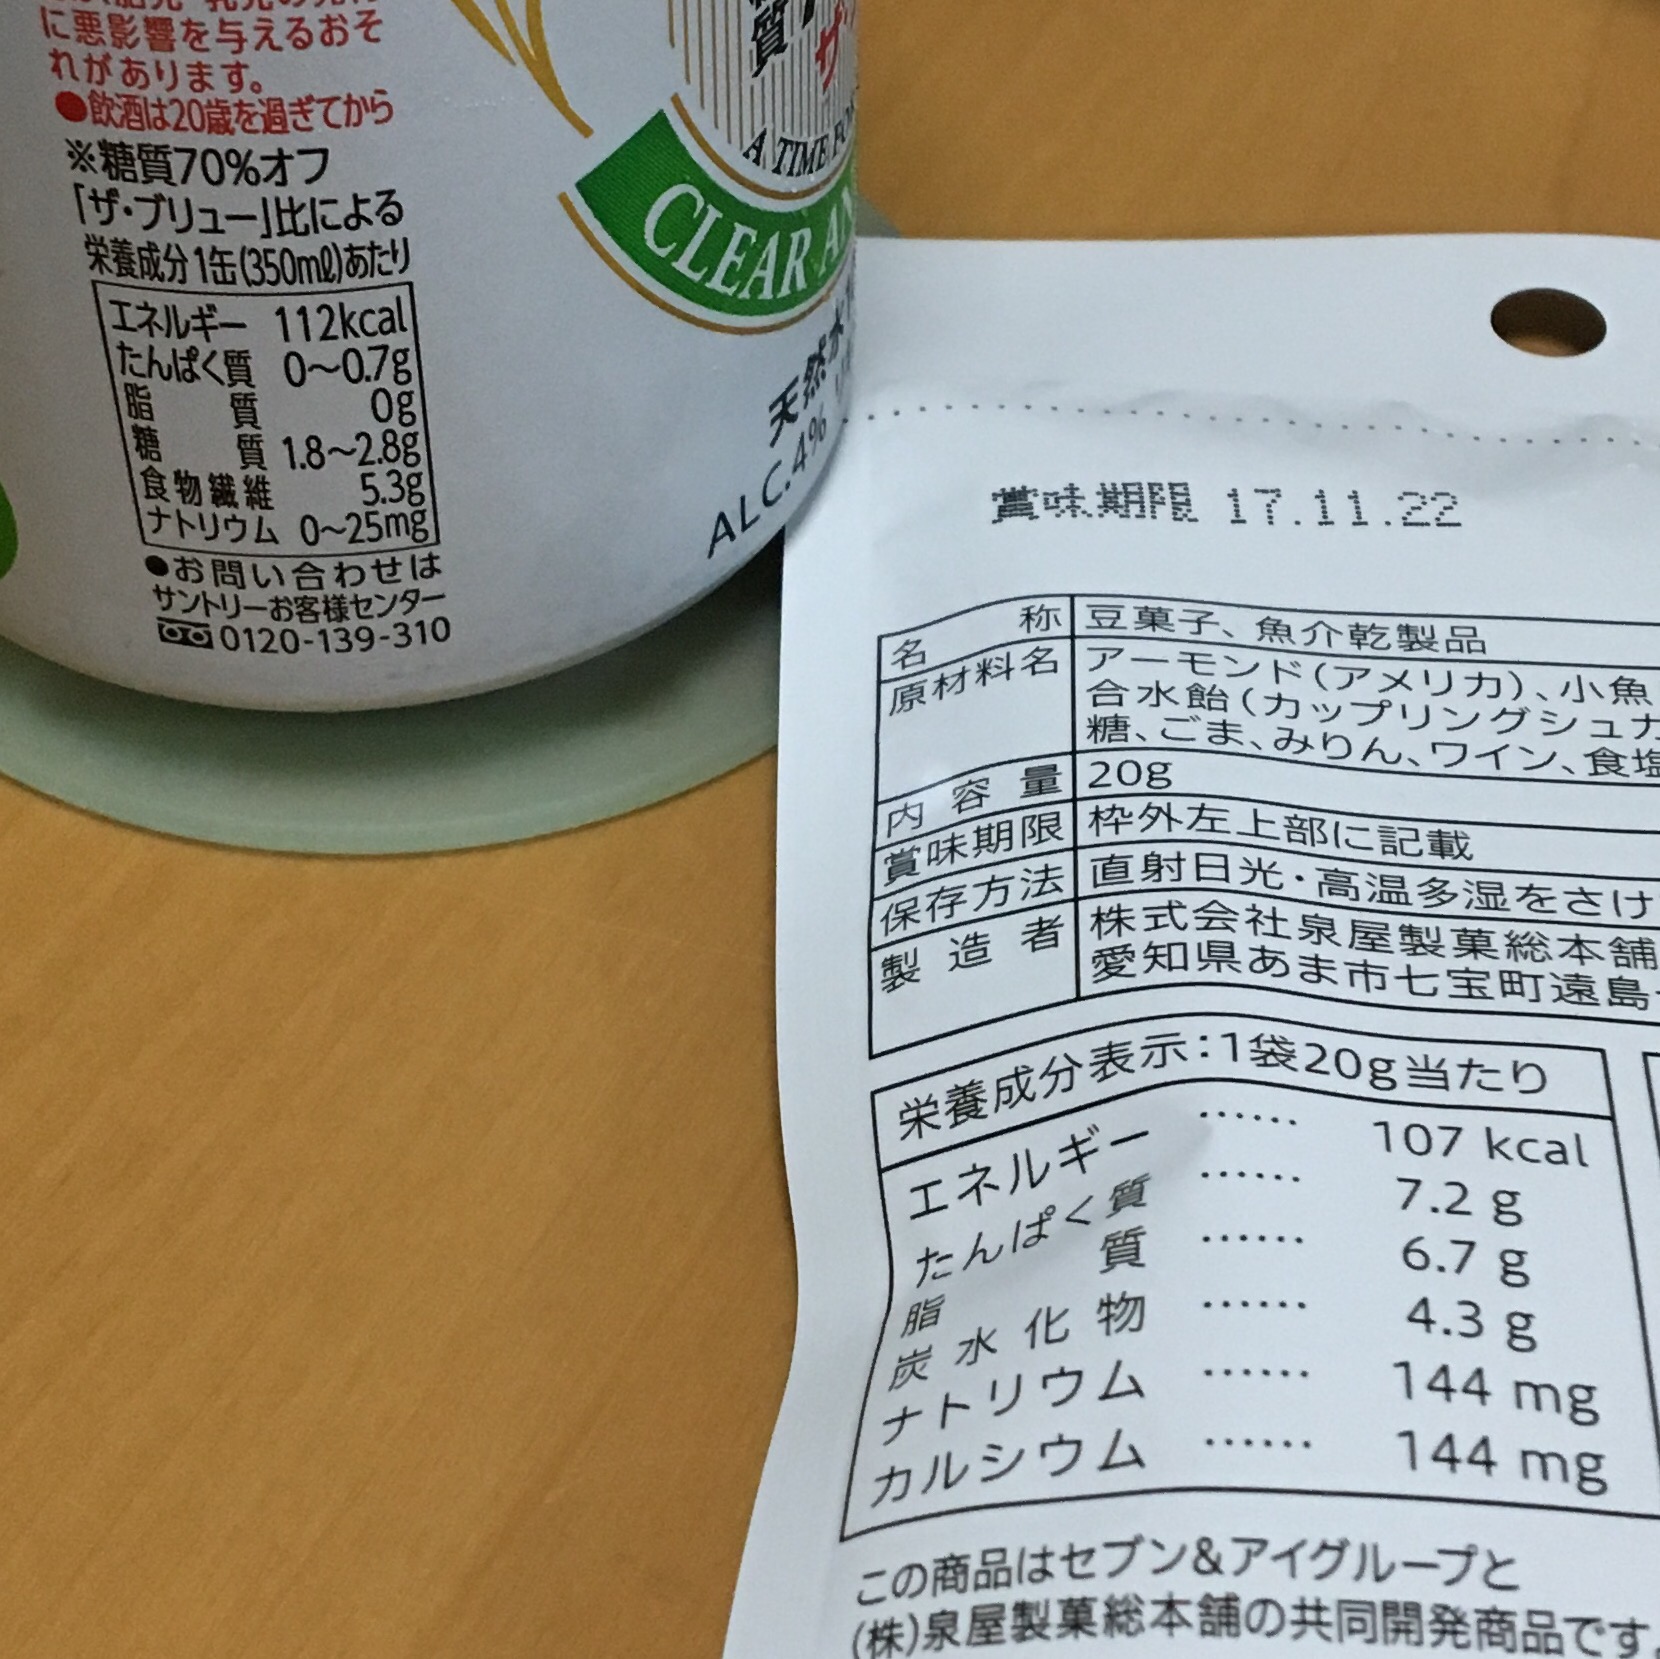 に悪影響を与えるおそ
れがあります。
●飲酒は20歳を過ぎてから
※糖質70%オフ
「ザ・ブリュー」比による
栄養成分1缶(350mℓ)あたり
エネルギー 112kcal
たんぱく質 0〜0.7g
脂質 0g
糖質 1.8〜2.8g
食物繊維 5.3g
ナトリウム 0〜25mg
●お問い合わせは
サントリーお客様センター
0120-139-310
質
ザ
A TIME
CLEAR
天然水
ALC.4%
賞味期限 17.11.22
名称 豆菓子、魚介乾製品
原材料名 アーモンド(アメリカ)、小魚
合水飴(カップリングシュガ
糖、ごま、みりん、ワイン、食塩
内容量 20g
賞味期限 枠外左上部に記載
保存方法 直射日光・高温多湿をさけ
製造者 株式会社泉屋製菓総本舗
愛知県あま市七宝町遠島
栄養成分表示:1袋20g当たり
エネルギー …… 107 kcal
たんぱく質 …… 7.2 g
脂質 …… 6.7 g
炭水化物 …… 4.3 g
ナトリウム …… 144 mg
カルシウム …… 144 mg
この商品はセブン&アイグループと
(株)泉屋製菓総本舗の共同開発商品です